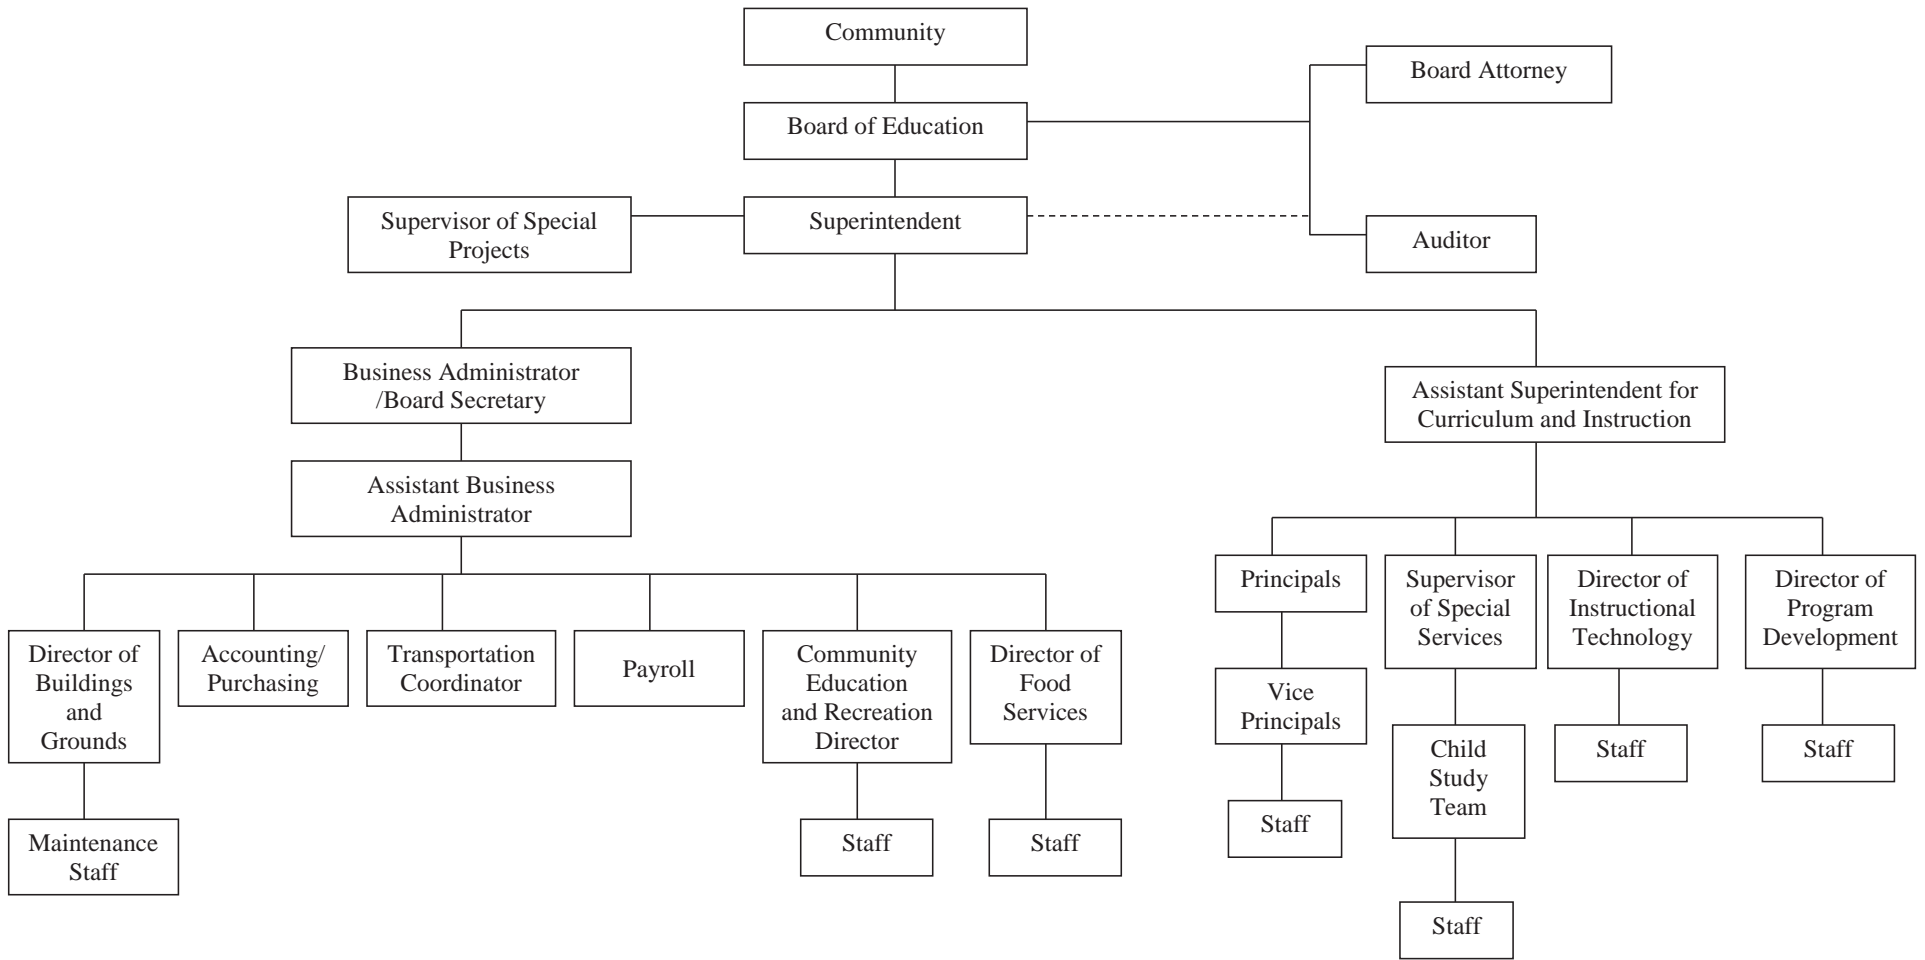 Community
Board Attorney
Board of Education
Supervisor of Special
Projects
Superintendent
Auditor
Business Administrator
/Board Secretary
Assistant Superintendent for
Curriculum and Instruction
Assistant Business
Administrator
Principals
Supervisor
of Special
Services
Director of
Instructional
Technology
Director of
Program
Development
Director of
Buildings
and
Grounds
Accounting/
Purchasing
Transportation
Coordinator
Payroll
Community
Education
and Recreation
Director
Director of
Food
Services
Vice
Principals
Child
Study
Team
Staff
Staff
Staff
Maintenance
Staff
Staff
Staff
Staff